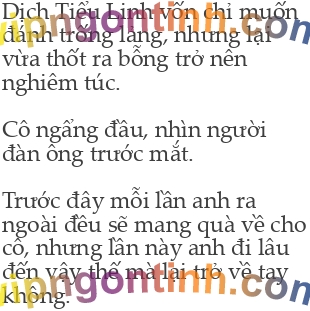 Dịch Tiểu Linh vốn chỉ muốn
đánh trống lảng, nhưng lại
vừa thốt ra bỗng trở nên
nghiêm túc.
Cô ngẩng đầu, nhìn người
đàn ông trước mắt.
Trước đây mỗi lần anh ra
ngoài đều sẽ mang quà về cho
cô, nhưng lần này anh đi lâu
đến vậy thế mà lại trở về tay
không.
vipngontinh.com
vipngontinh.com